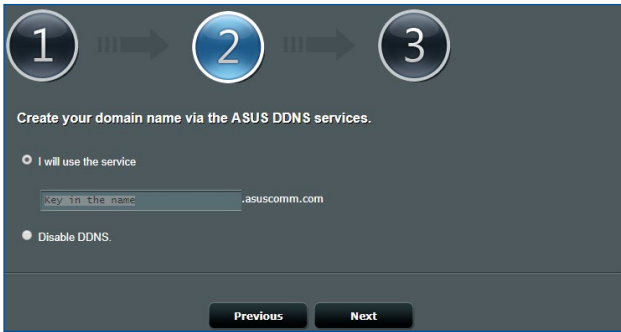 1 2 3
Create your domain name via the ASUS DDNS services.
I will use the service
Key in the name .asuscomm.com
Disable DDNS.
Previous Next